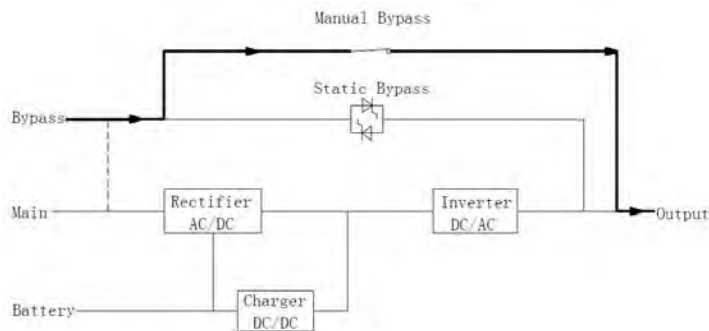 Manual Bypass
Static Bypass
Bypass
Main
Rectifier
AC/DC
Inverter
DC/AC
Output
Battery
Charger
DC/DC